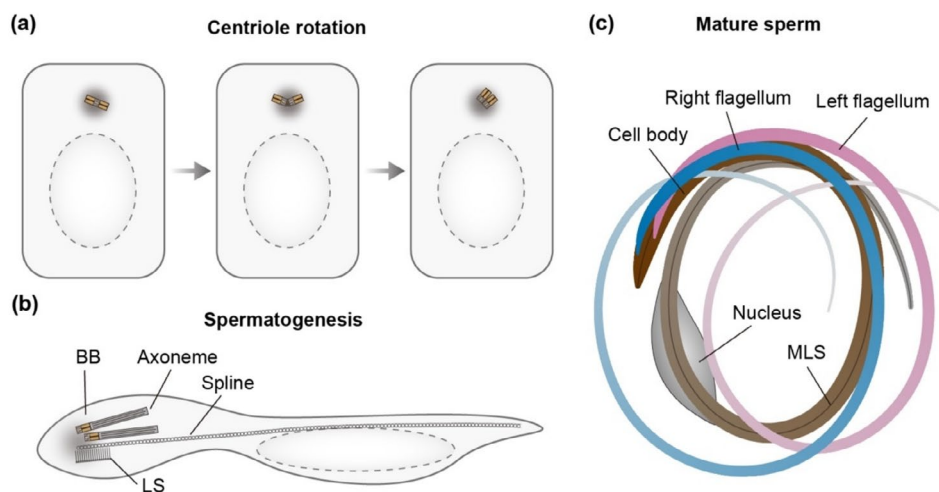 (a)
Centriole rotation
(b)
Spermatogenesis
BB
Axoneme
Spline
LS
(c)
Mature sperm
Right flagellum
Left flagellum
Cell body
Nucleus
MLS